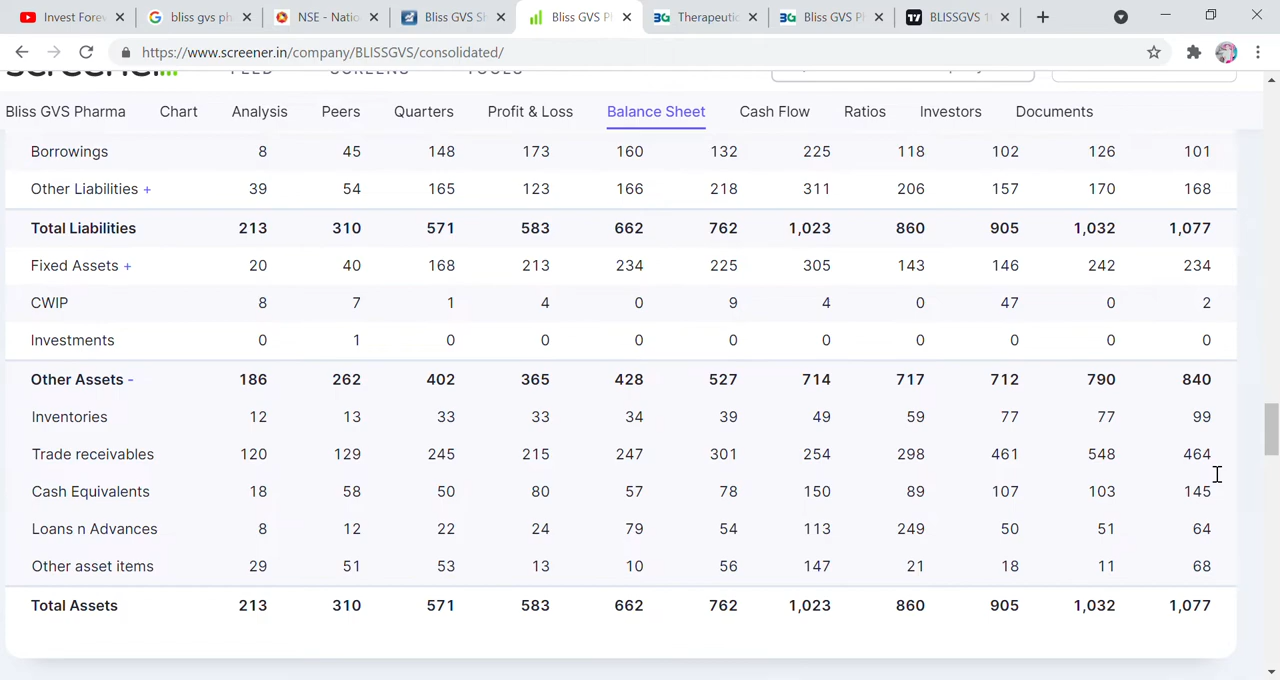 Invest Fore
bliss gvs ph
NSE - Natio
Bliss GVS S
Bliss GVS P
Therapeutic
Bliss GVS P
BLISSGVS 1
https://www.screener.in/company/BLISSGVS/consolidated/
screener
FEED SCREENS TOOLS
Bliss GVS Pharma Chart Analysis Peers Quarters Profit & Loss Balance Sheet Cash Flow Ratios Investors Documents
Borrowings 8 45 148 173 160 132 225 118 102 126 101
Other Liabilities + 39 54 165 123 166 218 311 206 157 170 168
Total Liabilities 213 310 571 583 662 762 1,023 860 905 1,032 1,077
Fixed Assets + 20 40 168 213 234 225 305 143 146 242 234
CWIP 8 7 1 4 0 9 4 0 47 0 2
Investments 0 1 0 0 0 0 0 0 0 0 0
Other Assets - 186 262 402 365 428 527 714 717 712 790 840
Inventories 12 13 33 33 34 39 49 59 77 77 99
Trade receivables 120 129 245 215 247 301 254 298 461 548 464
Cash Equivalents 18 58 50 80 57 78 150 89 107 103 145
Loans n Advances 8 12 22 24 79 54 113 249 50 51 64
Other asset items 29 51 53 13 10 56 147 21 18 11 68
Total Assets 213 310 571 583 662 762 1,023 860 905 1,032 1,077